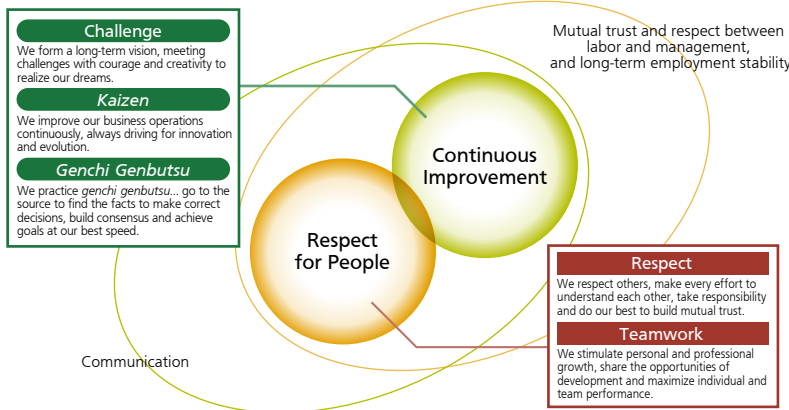 Challenge
We form a long-term vision, meeting
challenges with courage and creativity to
realize our dreams.
Kaizen
We improve our business operations
continuously, always driving for innovation
and evolution.
Genchi Genbutsu
We practice genchi genbutsu... go to the
source to find the facts to make correct
decisions, build consensus and achieve
goals at our best speed.
Mutual trust and respect between
labor and management,
and long-term employment stability
Continuous
Improvement
Respect
for People
Respect
We respect others, make every effort to
understand each other, take responsibility
and do our best to build mutual trust.
Teamwork
We stimulate personal and professional
growth, share the opportunities of
development and maximize individual and
team performance.
Communication